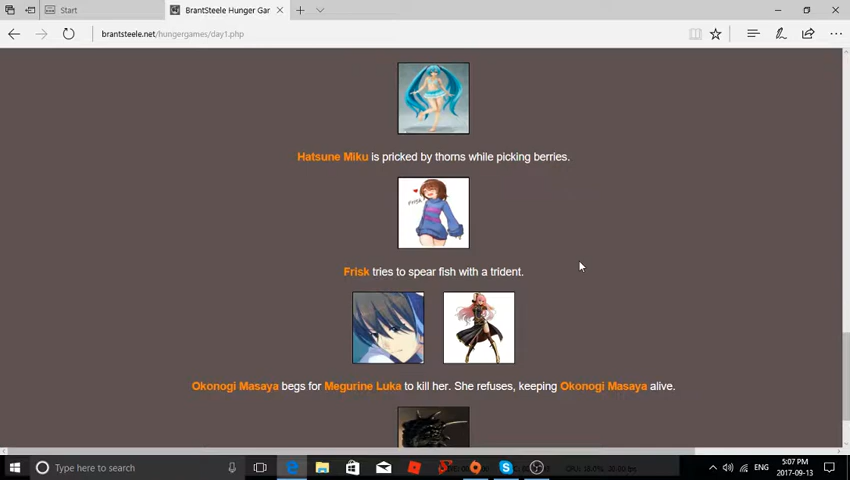 Start
BrantSteele Hunger Gar
brantsteele.net/hungergames/day1.php
Hatsune Miku is pricked by thorns while picking berries.
FRISK
Frisk tries to spear fish with a trident.
Okonogi Masaya begs for Megurine Luka to kill her. She refuses, keeping Okonogi Masaya alive.
Type here to search
ENG
5:07 PM
2017-09-13